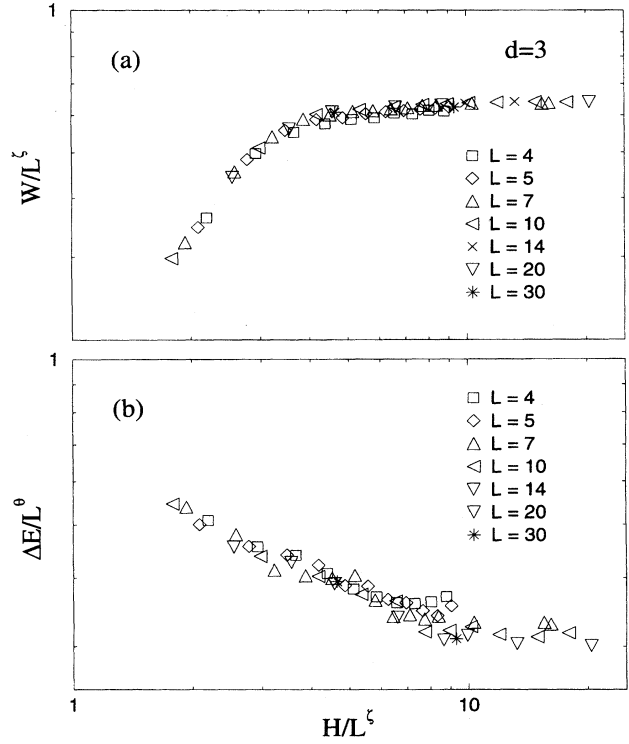 1
(a)
d=3
W/L^ζ
L = 4
L = 5
L = 7
L = 10
L = 14
L = 20
L = 30
1
(b)
ΔE/L^θ
L = 4
L = 5
L = 7
L = 10
L = 14
L = 20
L = 30
1
10
H/L^ζ